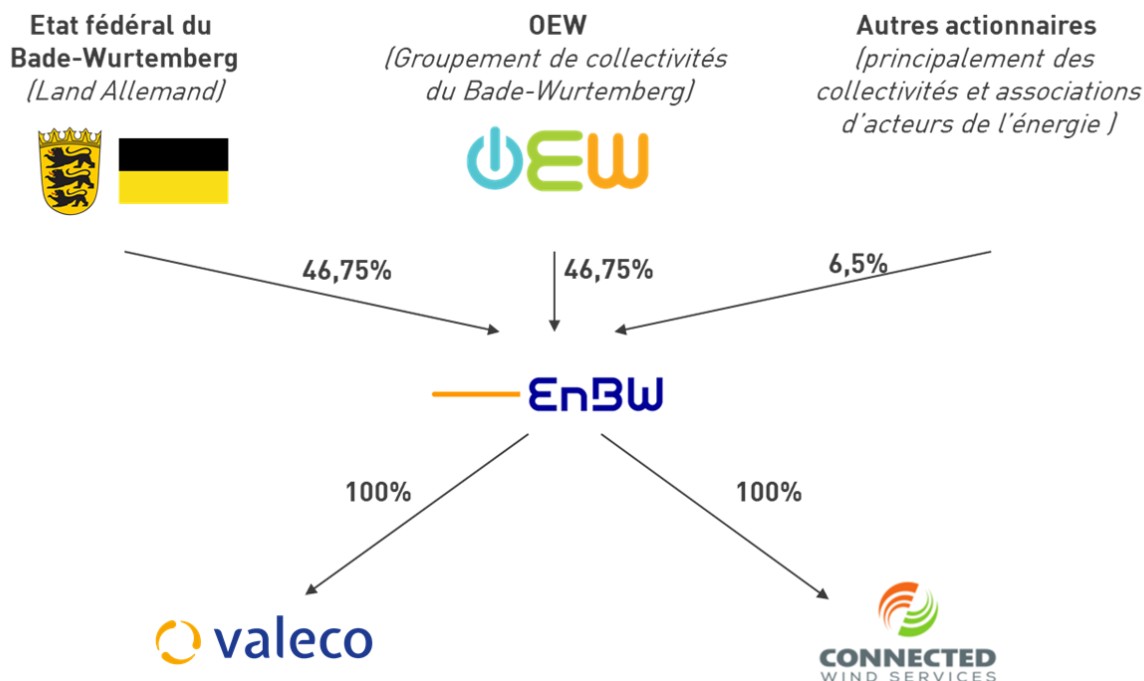 Etat fédéral du
Bade-Wurtemberg
(Land Allemand)
OEW
(Groupement de collectivités
du Bade-Wurtemberg)
OEW
Autres actionnaires
(principalement des
collectivités et associations
d'acteurs de l'énergie )
46,75%
46,75%
6,5%
EnBW
100%
100%
valeco
CONNECTED
WIND SERVICES